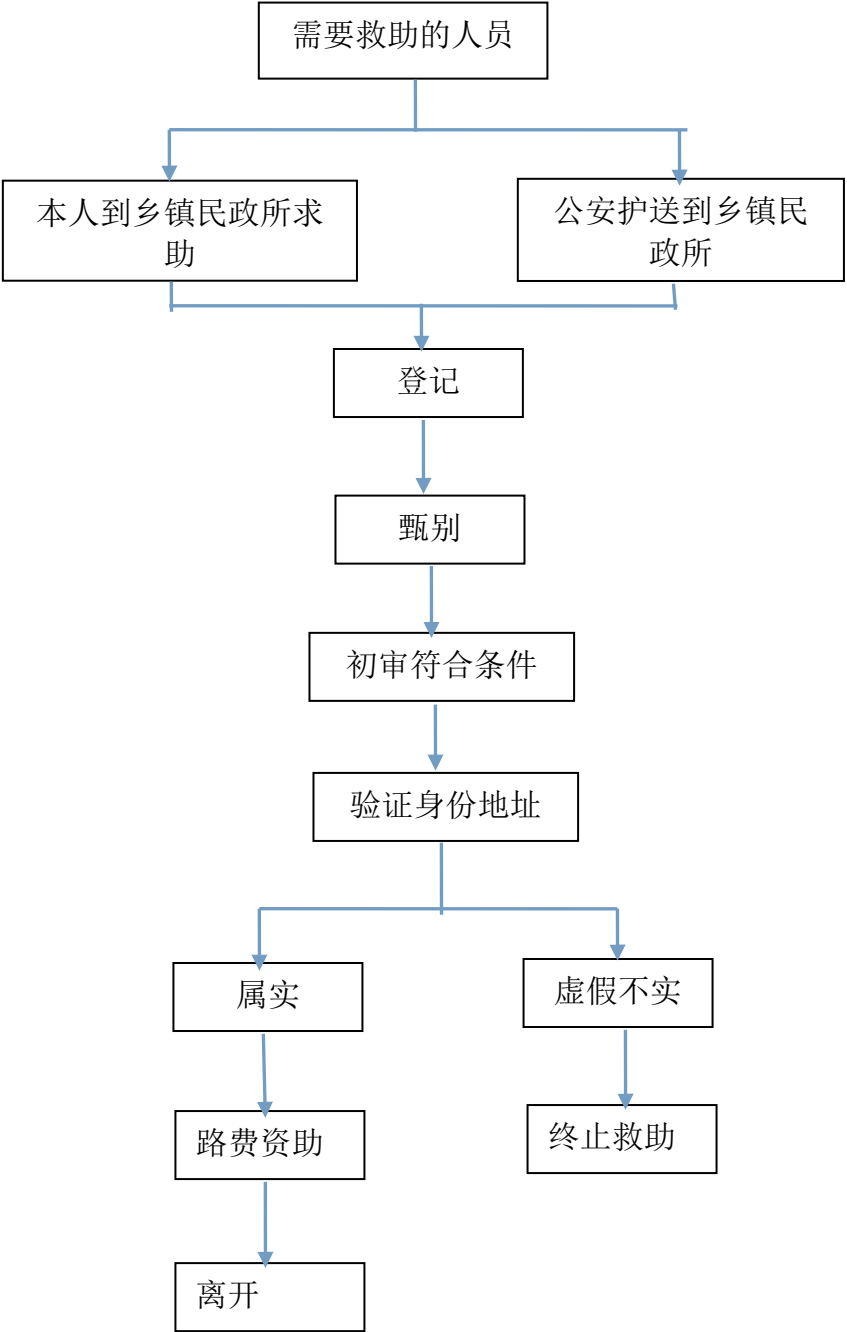 需要救助的人员
本人到乡镇民政所求
助
公安护送到乡镇民
政所
登记
甄别
初审符合条件
验证身份地址
属实
虚假不实
路费资助
终止救助
离开